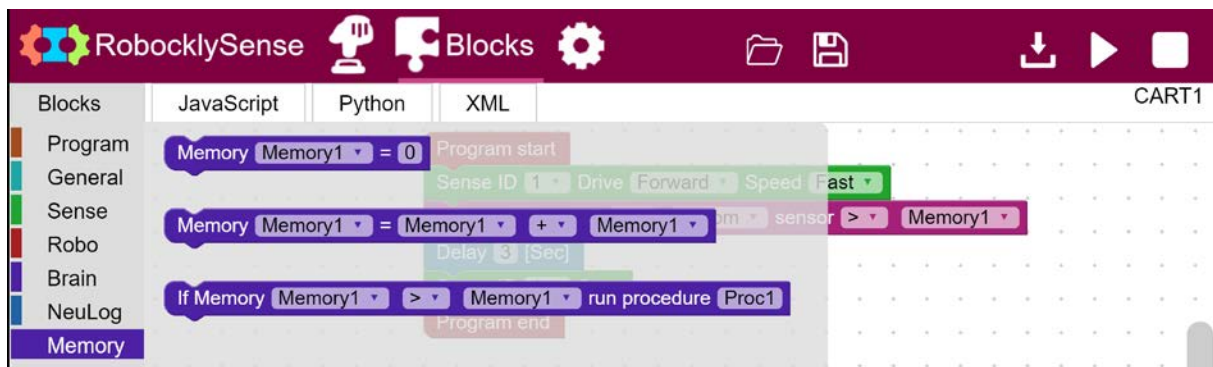 RobocklySense Blocks
Blocks JavaScript Python XML CART1
Program
General
Sense
Robo
Brain
NeuLog
Memory
Memory Memory1 = 0
Memory Memory1 = Memory1 + Memory1
If Memory Memory1 > Memory1 run procedure Proc1
Program start
Sense ID 1 Drive Forward Speed Fast
sensor > Memory1
Delay 3 [Sec]
Program end